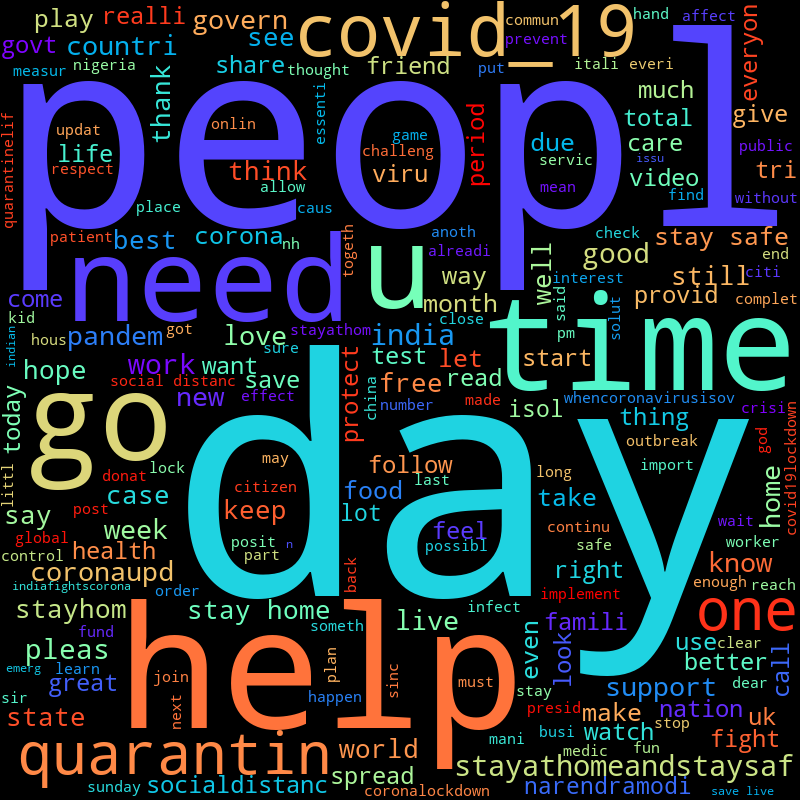 play
realli
govern
covid_19
commun
hand
affect
govt
countri
see
prevent
everyon
measur
nigeria
share
thought
friend
put
itali
everi
quarantinelif
peopl
thank
essenti
much
give
updat
onlin
game
period
due
total
life
challeng
servic
care
public
respect
think
viru
issu
allow
mean
video
tri
place
caus
find
without
patient
best
corona
nh
togeth
anoth
check
stay safe
need
u
alreadi
good
end
come
way
well
interest
still
citi
kid
month
said
provid
complet
indian
hous
pandem
got
love
stayathom
india
close
pm
solut
time
hope
work
want
sure
test
let
start
social distanc
save
protect
china
free
read
today
new
effect
number
made
isol
whencoronavirusisov
crisi
go
day
thing
god
covid19lockdown
littl
donat
lock
may
follow
last
long
outbreak
import
home
case
post
citizen
food
take
say
week
keep
lot
feel
continu
wait
global
posit
possibl
safe
worker
control
health
part
n
right
know
coronaupd
back
enough
reach
indiafightscorona
order
implement
stayhom
stay home
help
someth
live
infect
one
fund
famili
pleas
even
look
use
clear
emerg
learn
join
plan
sinc
must
better
call
great
stay
support
dear
sir
next
happen
presid
make
nation
uk
state
mani
busi
watch
stop
fight
quarantin
world
medic
fun
spread
stayathomeandstaysaf
sunday
socialdistanc
coronalockdown
narendramodi
save live